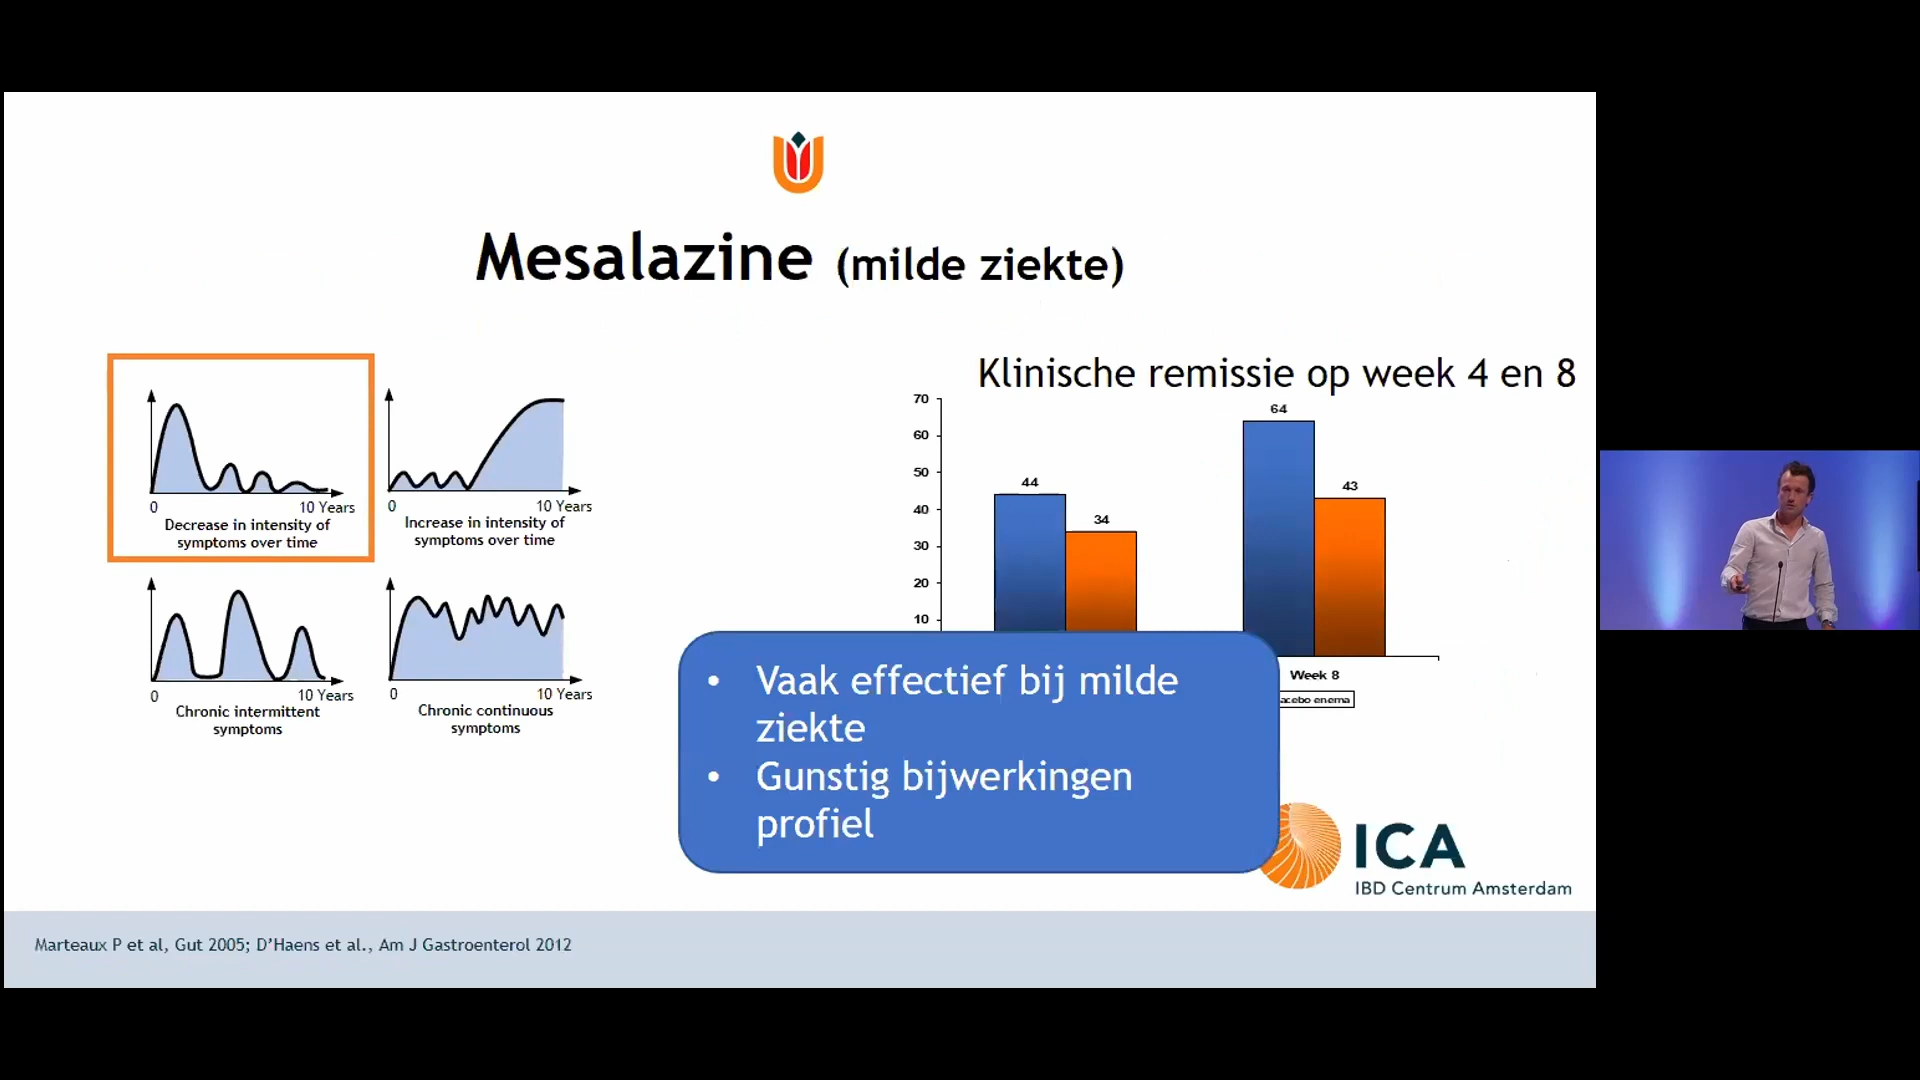 Mesalazine (milde ziekte)
0
10 Years
Decrease in intensity of
symptoms over time
0
10 Years
Increase in intensity of
symptoms over time
0
10 Years
Chronic intermittent
symptoms
0
10 Years
Chronic continuous
symptoms
Klinische remissie op week 4 en 8
70
60
50
40
30
20
10
44
34
64
43
Week 8
acebo enema
• Vaak effectief bij milde
ziekte
• Gunstig bijwerkingen
profiel
ICA
IBD Centrum Amsterdam
Marteaux P et al, Gut 2005; D'Haens et al., Am J Gastroenterol 2012